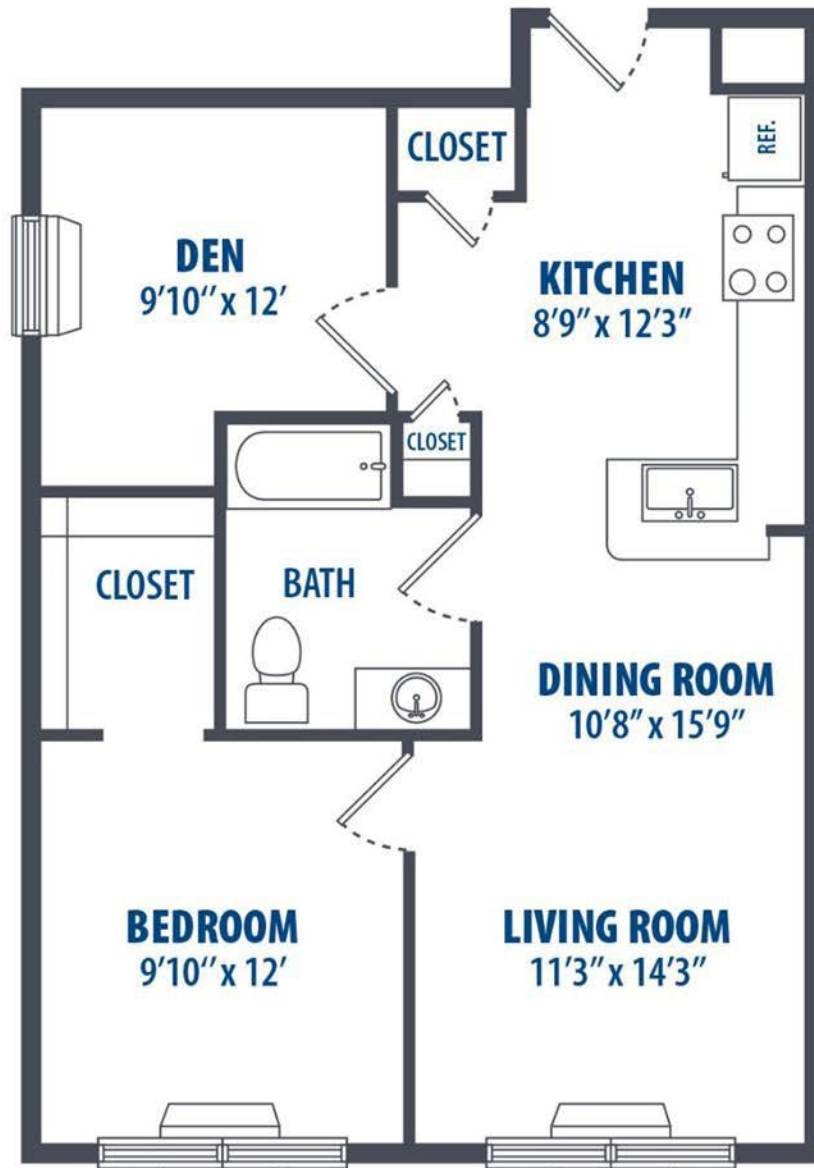 CLOSET
REF.
DEN
9'10'' x 12'
KITCHEN
8'9" x 12'3"
CLOSET
CLOSET
BATH
DINING ROOM
10'8" x 15'9"
BEDROOM
9'10'' x 12'
LIVING ROOM
11'3" x 14'3"